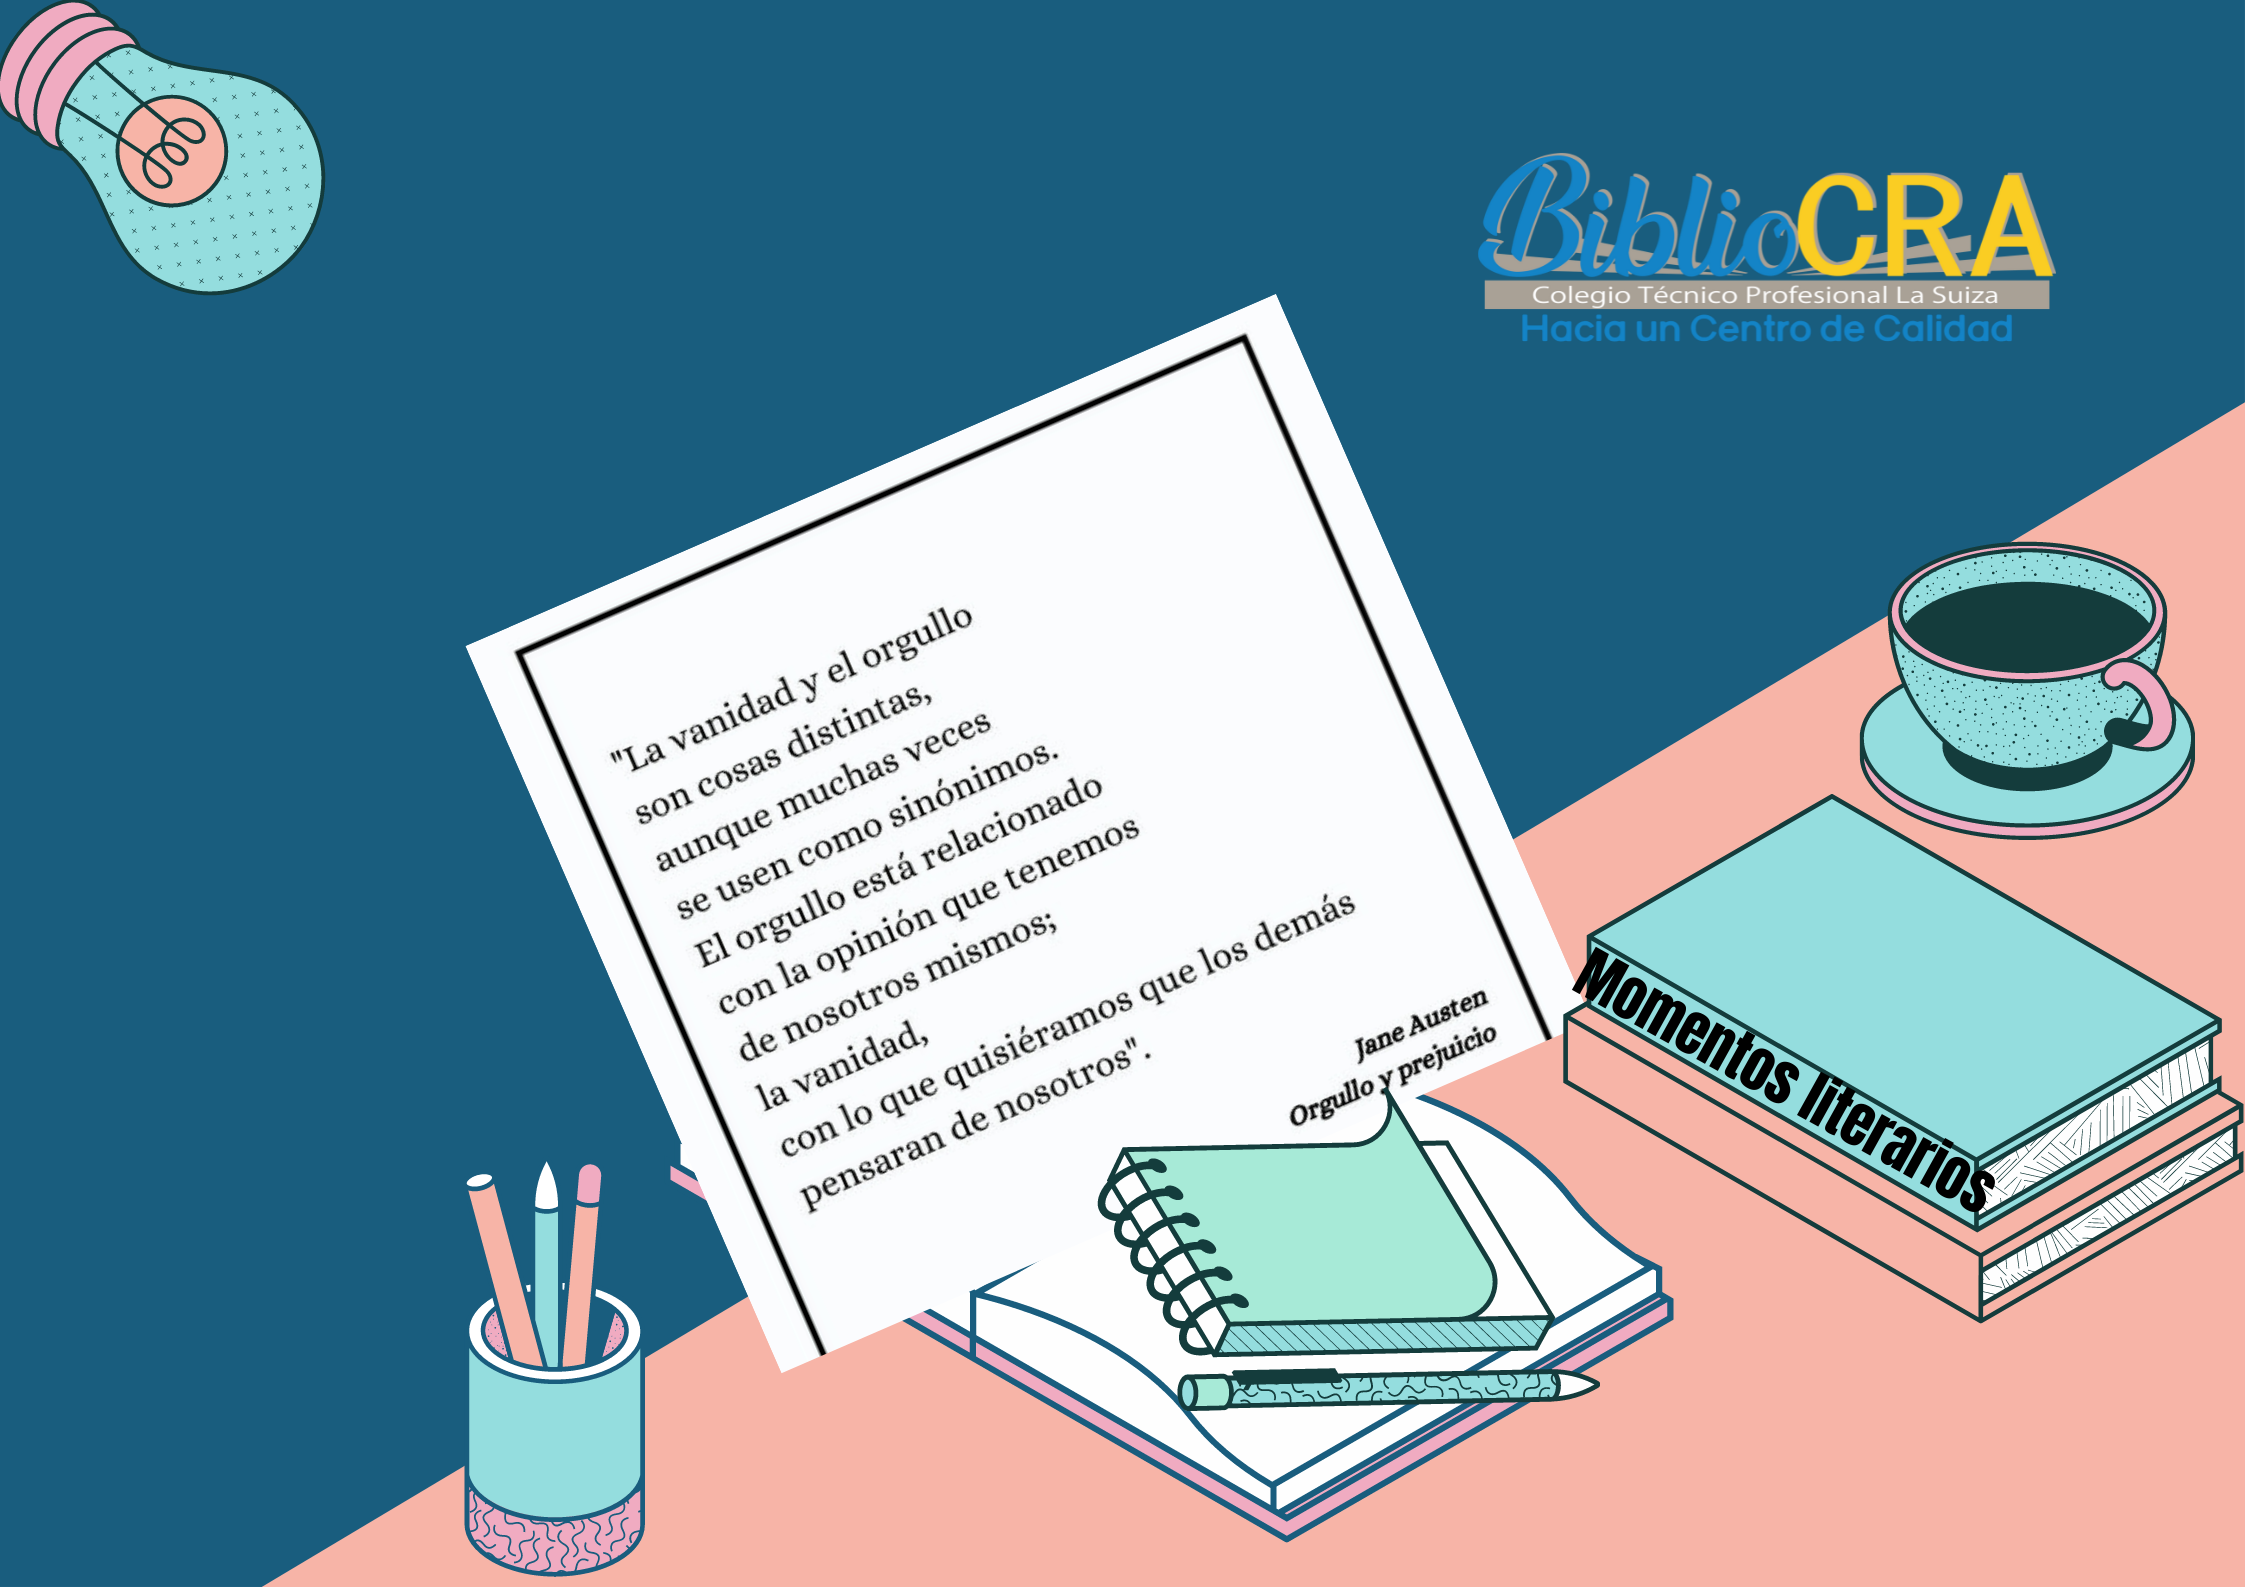 BiblioCRA
Colegio Técnico Profesional La Suiza
Hacia un Centro de Calidad
"La vanidad y el orgullo
son cosas distintas,
aunque muchas veces
se usen como sinónimos.
El orgullo está relacionado
con la opinión que tenemos
de nosotros mismos;
la vanidad,
con lo que quisiéramos que los demás
pensaran de nosotros".
Jane Austen
Orgullo y prejuicio
Momentos literarios